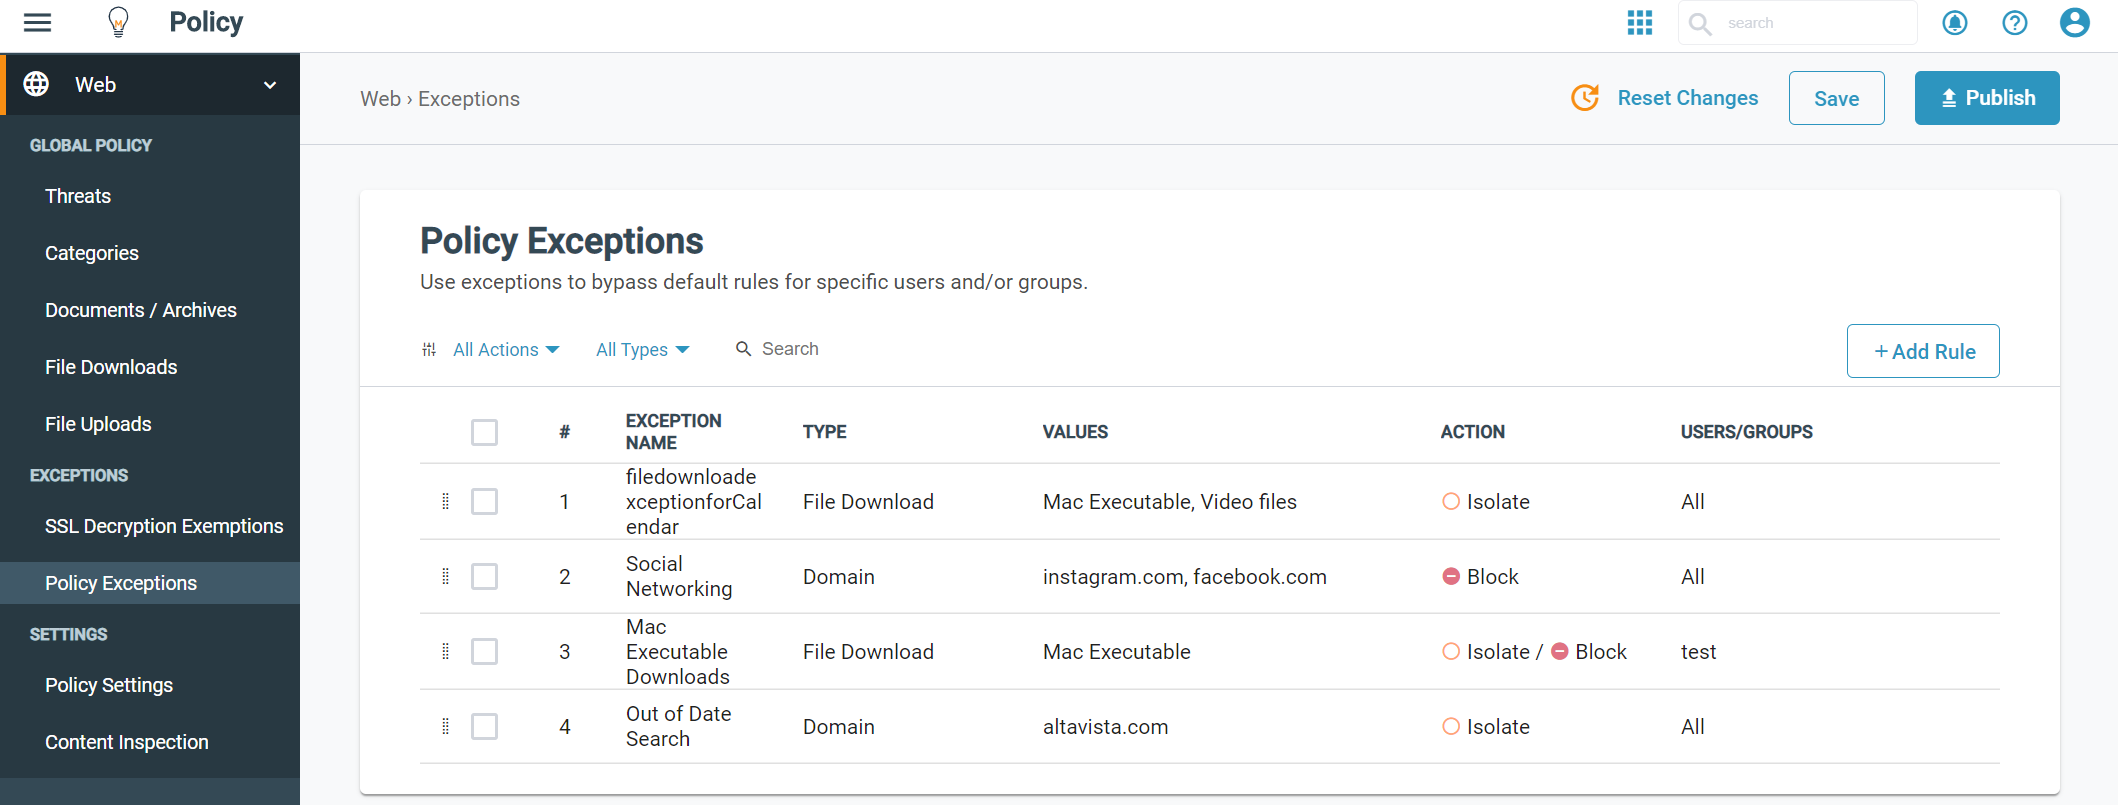 Policy
search
Web
GLOBAL POLICY
Threats
Categories
Documents / Archives
File Downloads
File Uploads
EXCEPTIONS
SSL Decryption Exemptions
Policy Exceptions
SETTINGS
Policy Settings
Content Inspection
Web › Exceptions
Reset Changes
Save
Publish
Policy Exceptions
Use exceptions to bypass default rules for specific users and/or groups.
All Actions
All Types
Search
+ Add Rule
# EXCEPTION NAME TYPE VALUES ACTION USERS/GROUPS
1 filedownloadexceptionforCalendar File Download Mac Executable, Video files Isolate All
2 Social Networking Domain instagram.com, facebook.com Block All
3 Mac Executable Downloads File Download Mac Executable Isolate / Block test
4 Out of Date Search Domain altavista.com Isolate All